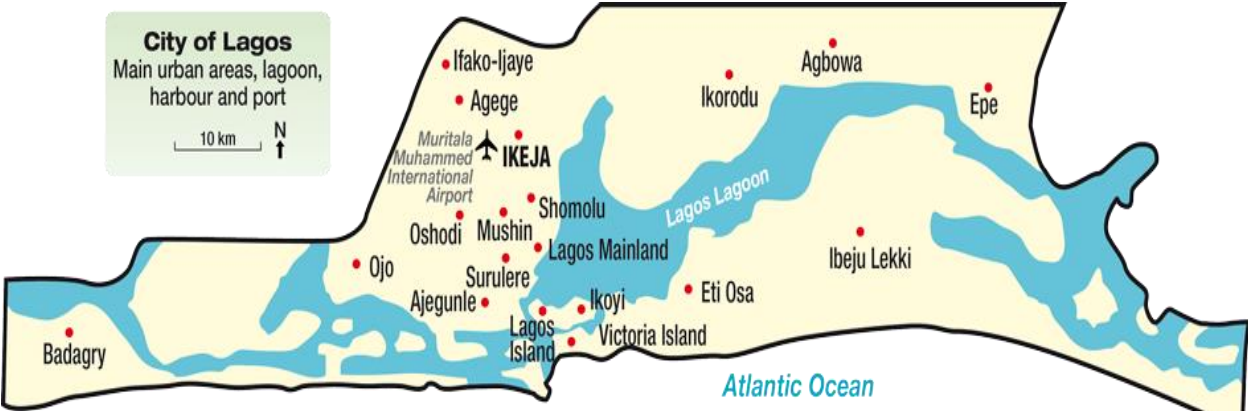 City of Lagos
Main urban areas, lagoon,
harbour and port
10 km
N
Ifako-Ijaye
Agege
Muritala
Muhammed
International
Airport
IKEJA
Shomolu
Oshodi
Mushin
Lagos Mainland
Ojo
Surulere
Ajegunle
Ikoyi
Lagos
Island
Victoria Island
Eti Osa
Badagry
Lagos Lagoon
Ikorodu
Agbowa
Epe
Ibeju Lekki
Atlantic Ocean